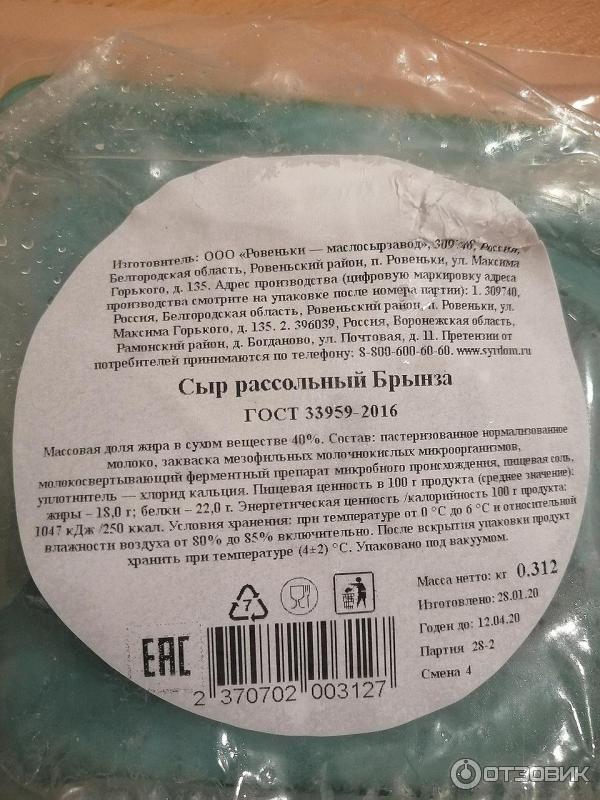 Изготовитель: ООО «Ровеньки — маслосырзавод», Россия,
Белгородская область, Ровеньский район, п. Ровеньки, ул. Максима
Горького, д. 135. Адрес производства (цифровую маркировку адреса
производства смотрите на упаковке после номера партии): 1. 309740,
Россия, Белгородская область, Ровеньский район, п. Ровеньки, ул.
Максима Горького, д. 135. 2. 396039, Россия, Воронежская область,
Рамонский район, д. Богданово, ул. Почтовая, д. 11. Претензии от
потребителей принимаются по телефону: 8-800-600-60-60. www.syrdom.ru
Сыр рассольный Брынза
ГОСТ 33959-2016
Массовая доля жира в сухом веществе 40%. Состав: пастеризованное нормализованное
молоко, закваска мезофильных молочнокислых микроорганизмов,
молокосвертывающий ферментный препарат микробного происхождения, пищевая соль,
уплотнитель — хлорид кальция. Пищевая ценность в 100 г продукта (среднее значение):
жиры – 18,0 г; белки – 22,0 г. Энергетическая ценность /калорийность 100 г продукта:
1047 кДж /250 ккал. Условия хранения: при температуре от 0 °С до 6 °С и относительной
влажности воздуха от 80% до 85% включительно. После вскрытия упаковки продукт
хранить при температуре (4±2) °С. Упаковано под вакуумом.
Масса нетто: кг 0.312
Изготовлено: 28.01.20
Годен до: 12.04.20
Партия 28-2
Смена 4
7
EAC
2 370702 003127
ОТЗОВИК